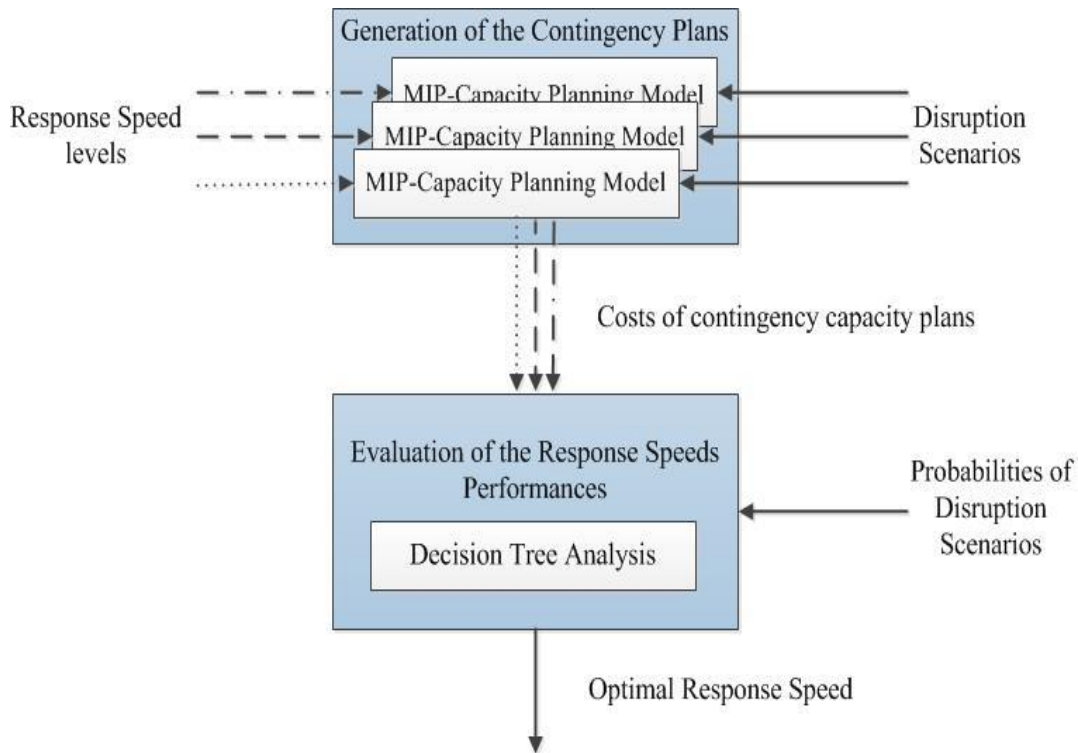 Generation of the Contingency Plans
MIP-Capacity Planning Model
MIP-Capacity Planning Model
MIP-Capacity Planning Model
Response Speed
levels
Disruption
Scenarios
Costs of contingency capacity plans
Evaluation of the Response Speeds
Performances
Decision Tree Analysis
Probabilities of
Disruption
Scenarios
Optimal Response Speed